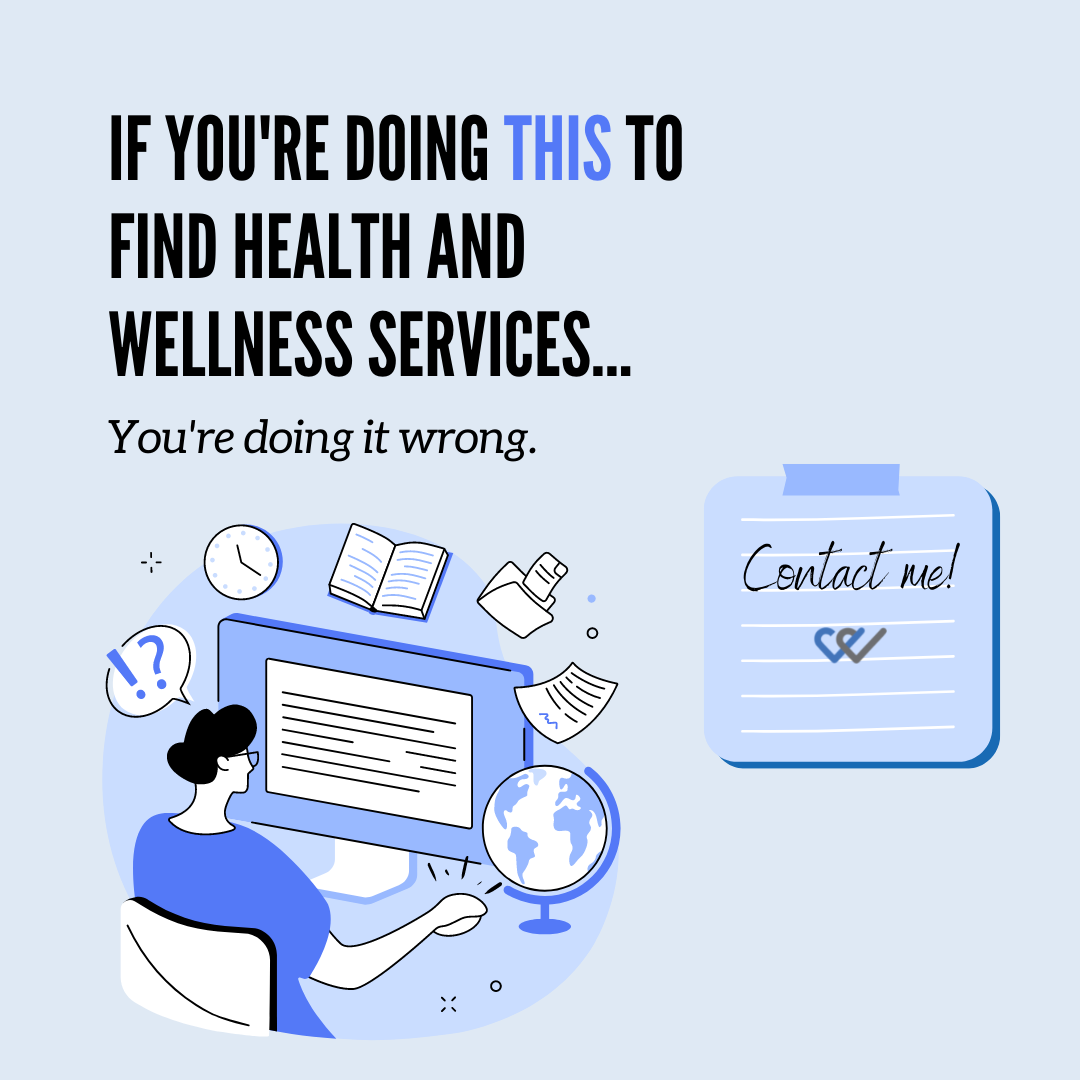 IF YOU'RE DOING THIS TO
FIND HEALTH AND
WELLNESS SERVICES...
You're doing it wrong.
Contact me!
!?